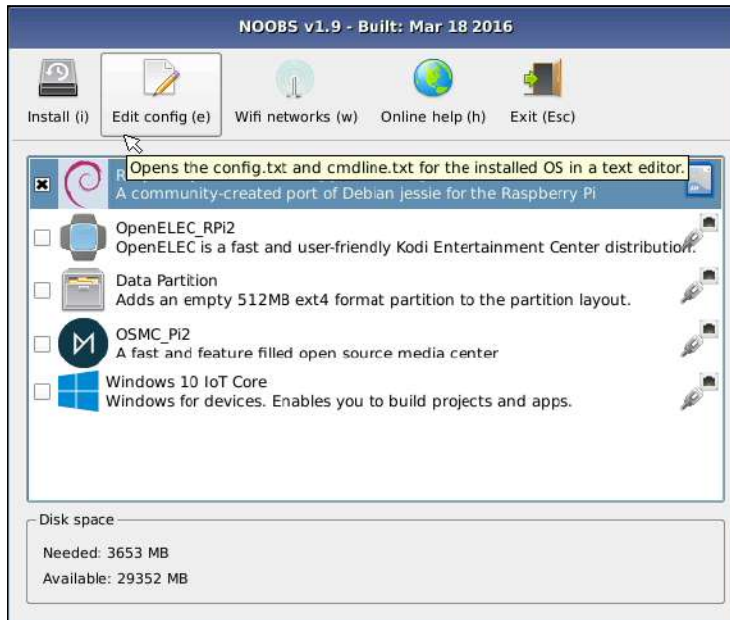 NOOBS v1.9 - Built: Mar 18 2016
Install (i) Edit config (e) Wifi networks (w) Online help (h) Exit (Esc)
Opens the config.txt and cmdline.txt for the installed OS in a text editor.
A community-created port of Debian jessie for the Raspberry Pi
OpenELEC_RPi2
OpenELEC is a fast and user-friendly Kodi Entertainment Center distribution.
Data Partition
Adds an empty 512MB ext4 format partition to the partition layout.
OSMC_Pi2
A fast and feature filled open source media center
Windows 10 IoT Core
Windows for devices. Enables you to build projects and apps.
Disk space
Needed: 3653 MB
Available: 29352 MB